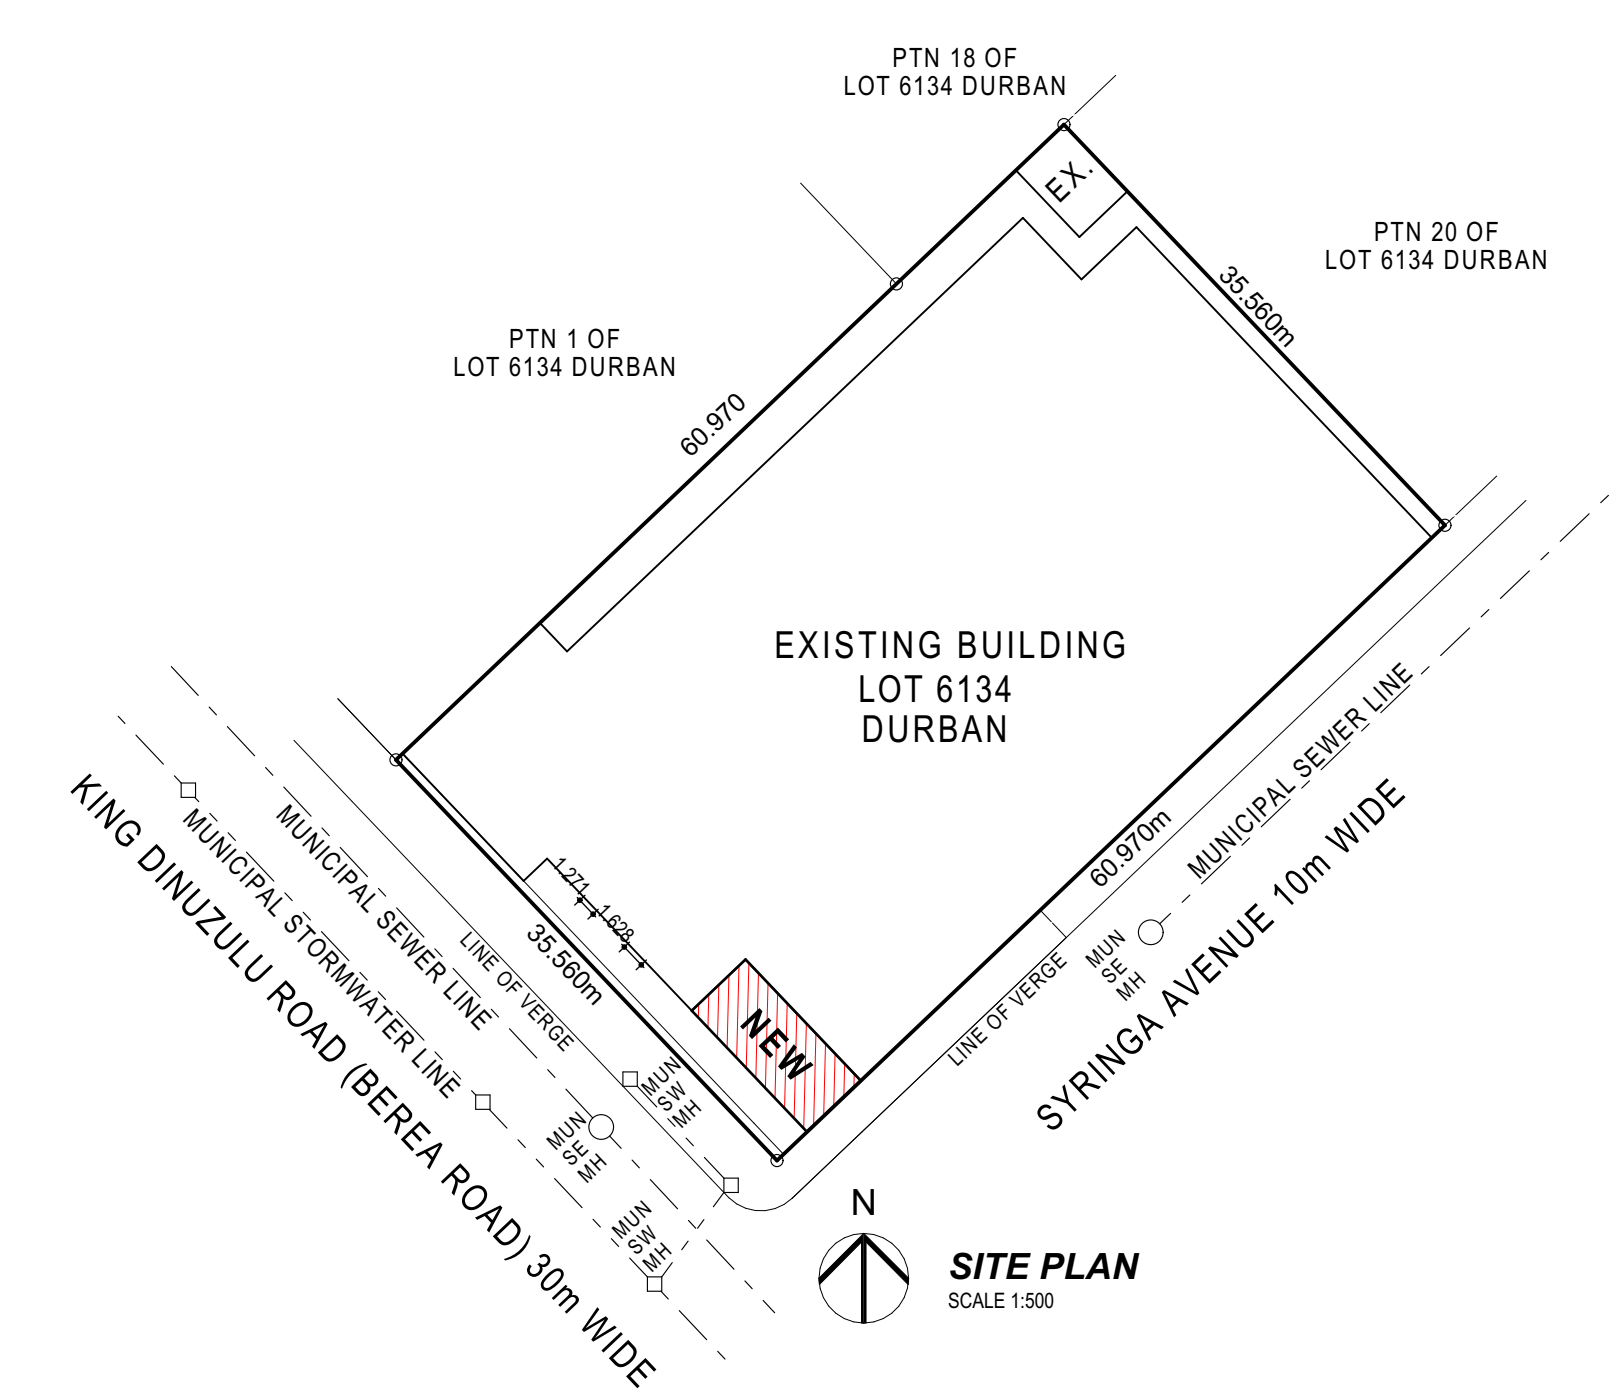 PTN 18 OF
LOT 6134 DURBAN
EX.
PTN 20 OF
LOT 6134 DURBAN
35.560m
PTN 1 OF
LOT 6134 DURBAN
60.970
EXISTING BUILDING
LOT 6134
DURBAN
MUNICIPAL SEWER LINE
60.970m
SYRINGA AVENUE 10m WIDE
MUN
SE
MH
LINE OF VERGE
1.271
1.628
35.560m
NEW
KING DINUZULU ROAD (BEREA ROAD) 30m WIDE
MUNICIPAL STORMWATER LINE
MUNICIPAL SEWER LINE
LINE OF VERGE
MUN
SW
MH
MUN
SE
MH
MUN
SW
MH
N
SITE PLAN
SCALE 1:500